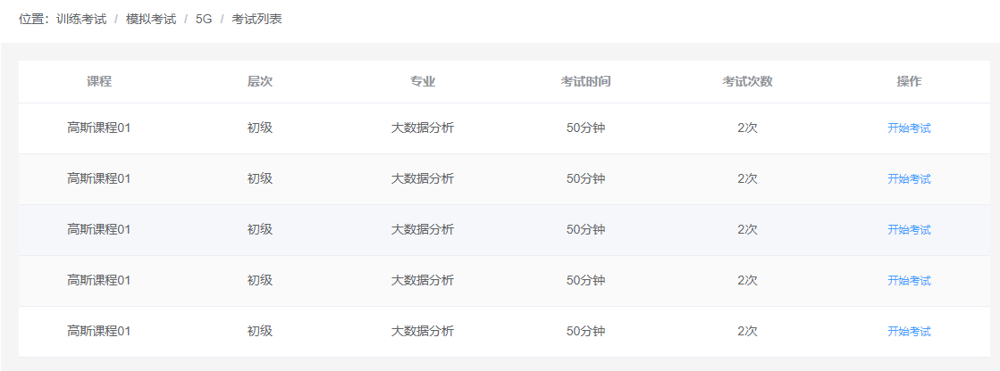 位置：训练考试 / 模拟考试 / 5G / 考试列表
课程 层次 专业 考试时间 考试次数 操作
高斯课程01 初级 大数据分析 50分钟 2次 开始考试
高斯课程01 初级 大数据分析 50分钟 2次 开始考试
高斯课程01 初级 大数据分析 50分钟 2次 开始考试
高斯课程01 初级 大数据分析 50分钟 2次 开始考试
高斯课程01 初级 大数据分析 50分钟 2次 开始考试